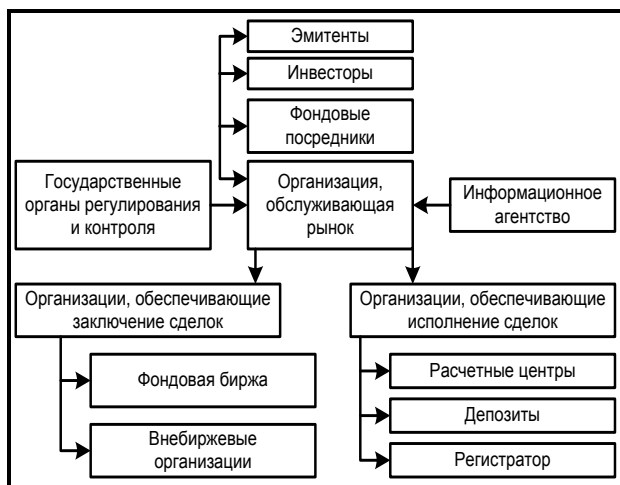 Эмитенты
Инвесторы
Фондовые
посредники
Государственные
органы регулирования
и контроля
Организация,
обслуживающая
рынок
Информационное
агентство
Организации, обеспечивающие
заключение сделок
Организации, обеспечивающие
исполнение сделок
Фондовая биржа
Внебиржевые
организации
Расчетные центры
Депозиты
Регистратор